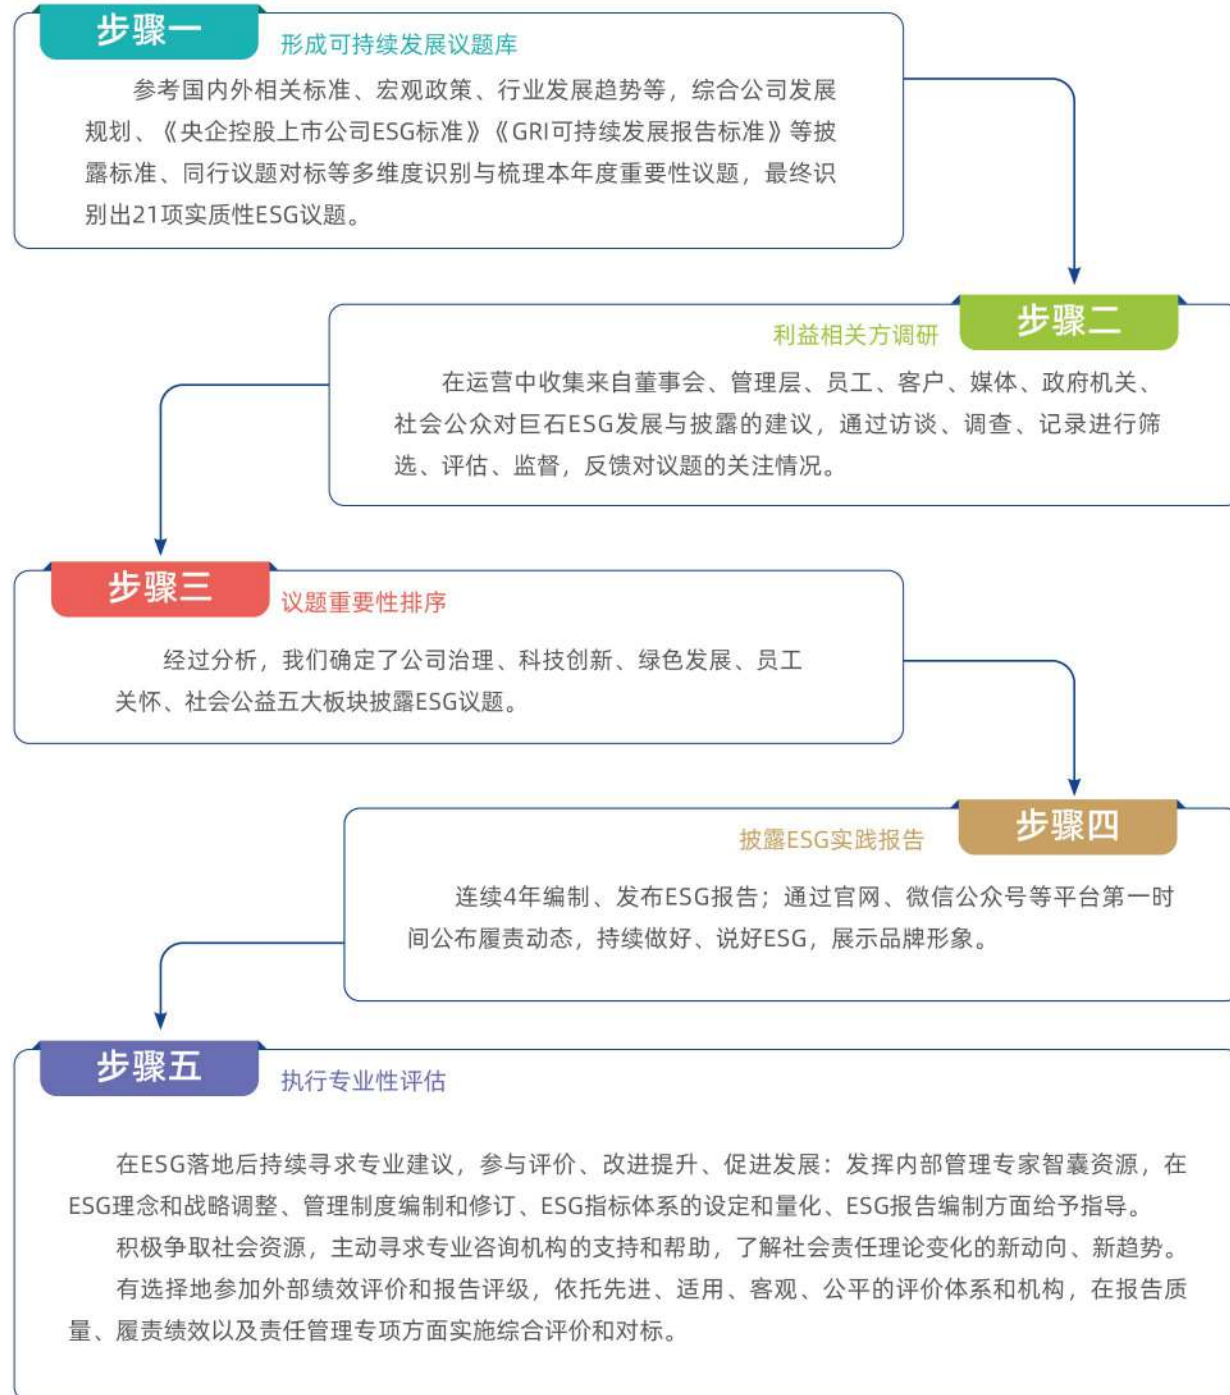 步骤一
形成可持续发展议题库
参考国内外相关标准、宏观政策、行业发展趋势等，综合公司发展
规划、《央企控股上市公司ESG标准》《GRI可持续发展报告标准》等披
露标准、同行议题对标等多维度识别与梳理本年度重要性议题，最终识
别出21项实质性ESG议题。
步骤二
利益相关方调研
在运营中收集来自董事会、管理层、员工、客户、媒体、政府机关、
社会公众对巨石ESG发展与披露的建议，通过访谈、调查、记录进行筛
选、评估、监督，反馈对议题的关注情况。
步骤三
议题重要性排序
经过分析，我们确定了公司治理、科技创新、绿色发展、员工
关怀、社会公益五大板块披露ESG议题。
步骤四
披露ESG实践报告
连续4年编制、发布ESG报告；通过官网、微信公众号等平台第一时
间公布履责动态，持续做好、说好ESG，展示品牌形象。
步骤五
执行专业性评估
在ESG落地后持续寻求专业建议，参与评价、改进提升、促进发展：发挥内部管理专家智囊资源，在
ESG理念和战略调整、管理制度编制和修订、ESG指标体系的设定和量化、ESG报告编制方面给予指导。
积极争取社会资源，主动寻求专业咨询机构的支持和帮助，了解社会责任理论变化的新动向、新趋势。
有选择地参加外部绩效评价和报告评级，依托先进、适用、客观、公平的评价体系和机构，在报告质
量、履责绩效以及责任管理专项方面实施综合评价和对标。